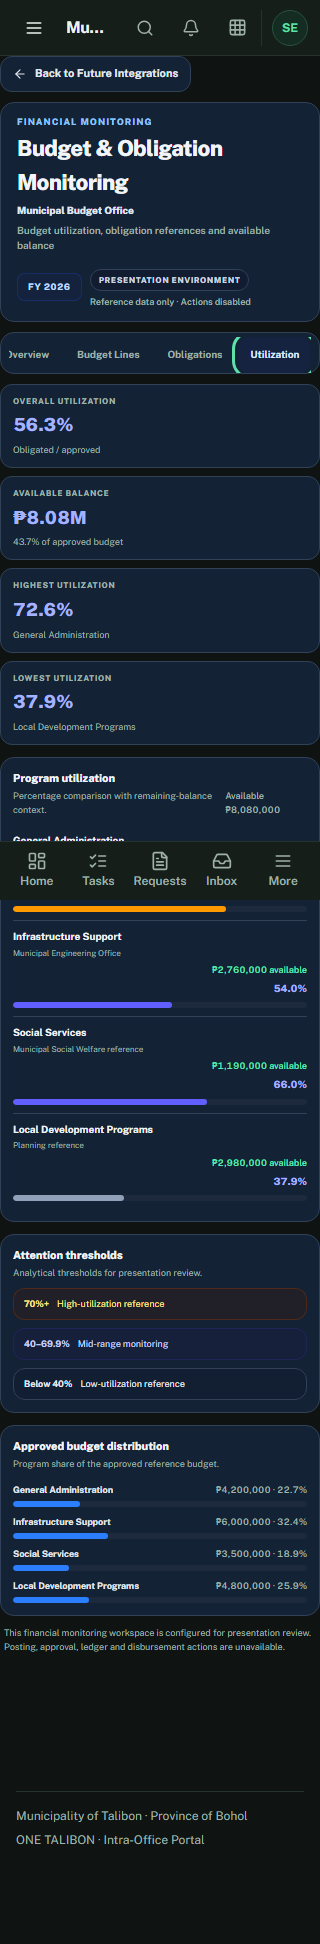 Mu...
SE
Back to Future Integrations
FINANCIAL MONITORING
Budget & Obligation
Monitoring
Municipal Budget Office
Budget utilization, obligation references and available
balance
FY 2026
PRESENTATION ENVIRONMENT
Reference data only · Actions disabled
Overview
Budget Lines
Obligations
Utilization
OVERALL UTILIZATION
56.3%
Obligated / approved
AVAILABLE BALANCE
₱8.08M
43.7% of approved budget
HIGHEST UTILIZATION
72.6%
General Administration
LOWEST UTILIZATION
37.9%
Local Development Programs
Program utilization
Percentage comparison with remaining-balance
context.
Available
₱8,080,000
General Administration
Home
Tasks
Requests
Inbox
More
Infrastructure Support
Municipal Engineering Office
₱2,760,000 available
54.0%
Social Services
Municipal Social Welfare reference
₱1,190,000 available
66.0%
Local Development Programs
Planning reference
₱2,980,000 available
37.9%
Attention thresholds
Analytical thresholds for presentation review.
70%+ High-utilization reference
40–69.9% Mid-range monitoring
Below 40% Low-utilization reference
Approved budget distribution
Program share of the approved reference budget.
General Administration ₱4,200,000 · 22.7%
Infrastructure Support ₱6,000,000 · 32.4%
Social Services ₱3,500,000 · 18.9%
Local Development Programs ₱4,800,000 · 25.9%
This financial monitoring workspace is configured for presentation review.
Posting, approval, ledger and disbursement actions are unavailable.
Municipality of Talibon · Province of Bohol
ONE TALIBON · Intra-Office Portal